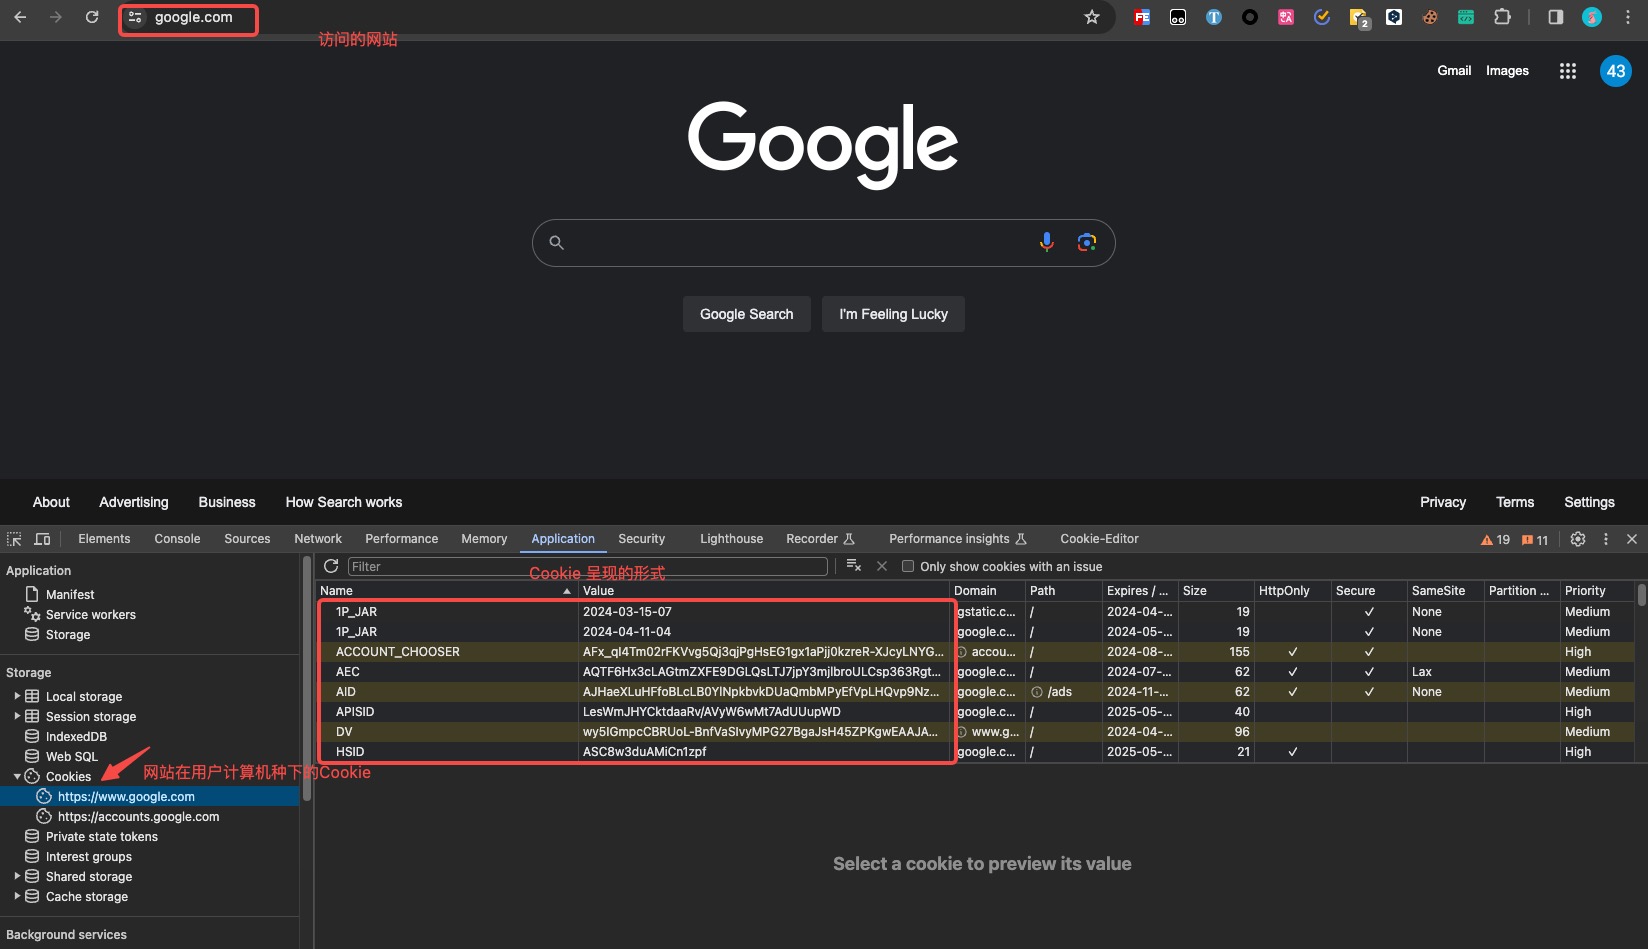 google.com
访问的网站
2
Gmail Images 43
Google
Google Search I'm Feeling Lucky
About Advertising Business How Search works Privacy Terms Settings
Elements Console Sources Network Performance Memory Application Security Lighthouse Recorder Performance insights Cookie-Editor 19 11
Application
Manifest
Service workers
Storage
Storage
Local storage
Session storage
IndexedDB
Web SQL
Cookies
网站在用户计算机种下的Cookie
https://www.google.com
https://accounts.google.com
Private state tokens
Interest groups
Shared storage
Cache storage
Background services
Filter Only show cookies with an issue
Cookie 呈现的形式
Name Value Domain Path Expires / ... Size HttpOnly Secure SameSite Partition ... Priority
1P_JAR 2024-03-15-07 gstatic.c... / 2024-04-... 19 ✓ None Medium
1P_JAR 2024-04-11-04 google.c... / 2024-05-... 19 ✓ None Medium
ACCOUNT_CHOOSER AFx_qI4Tm02rFKVvg5Qj3qjPgHsEG1gx1aPjj0kzreR-XJcyLNYG... accou... / 2024-08-... 155 ✓ ✓ High
AEC AQTF6Hx3cLAGtmZXFE9DGLQsLTJ7jpY3mjlbroULCsp363Rgt... google.c... / 2024-07-... 62 ✓ ✓ Lax Medium
AID AJHaeXLuHFfoBLcLB0YINpkbvkDUaQmbMPyEfVpLHQvp9Nz... google.c... /ads 2024-11-... 62 ✓ ✓ None Medium
APISID LesWmJHYCktdaaRv/AVyW6wMt7AdUUupWD google.c... / 2025-05-... 40 High
DV wy5IGmpcCBRUoL-BnfVaSIvyMPG27BgaJsH45ZPKgwEAAJA... www.g... / 2024-04-... 96 Medium
HSID ASC8w3duAMiCn1zpf google.c... / 2025-05-... 21 ✓ High
Select a cookie to preview its value